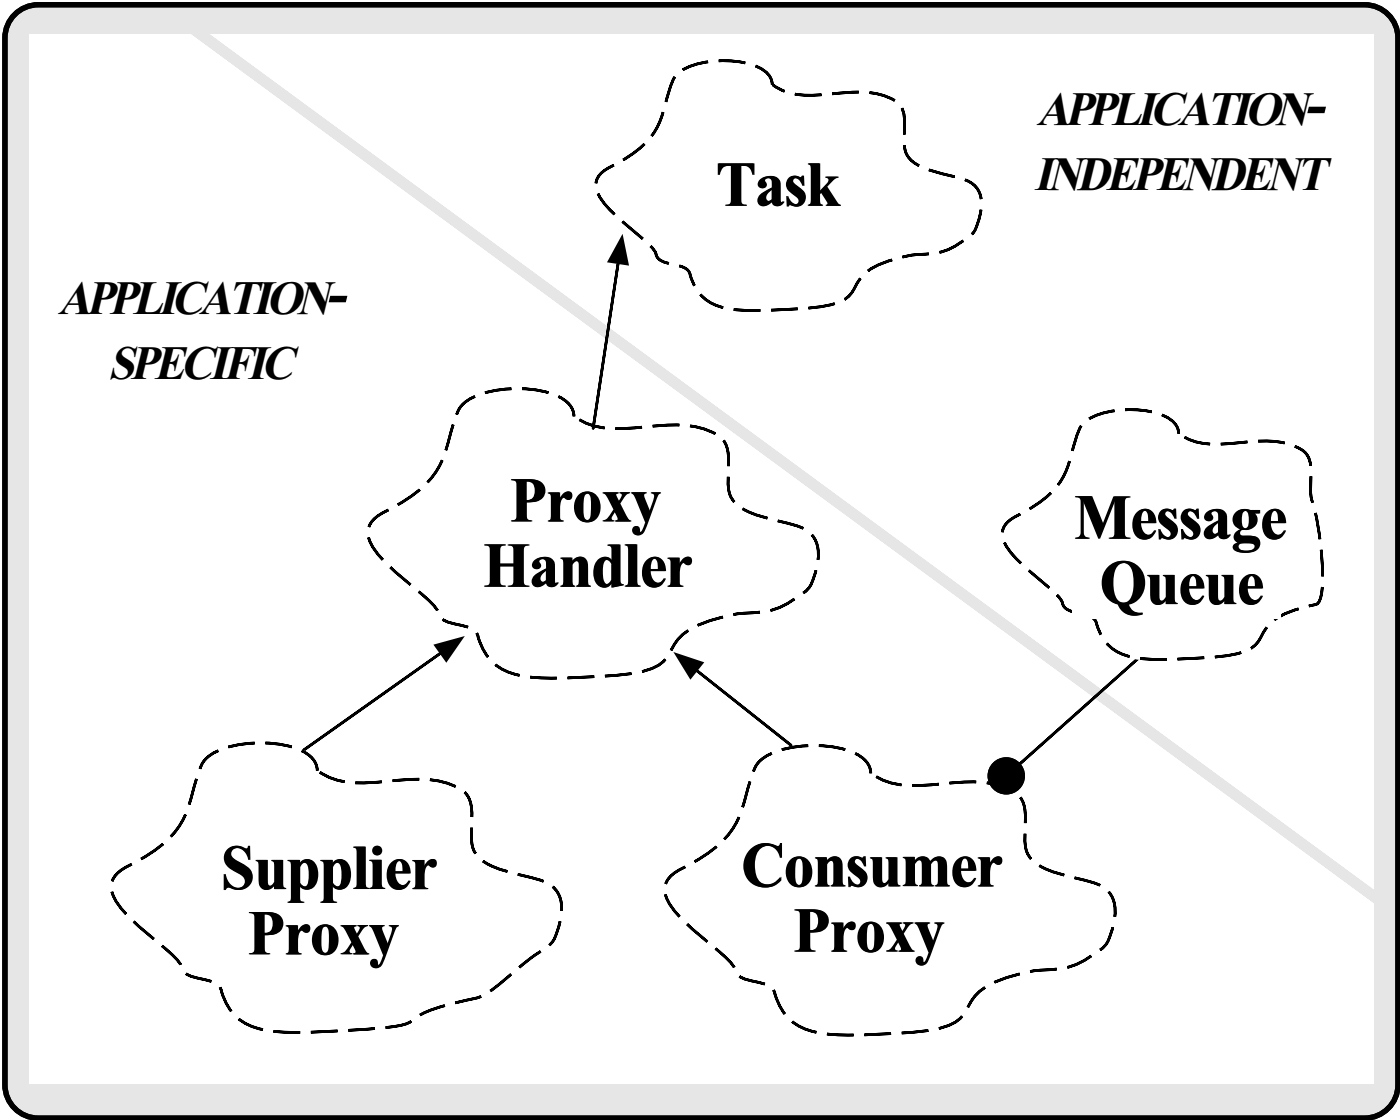 APPLICATION-
INDEPENDENT
Task
APPLICATION-
SPECIFIC
Proxy
Handler
Message
Queue
Supplier
Proxy
Consumer
Proxy